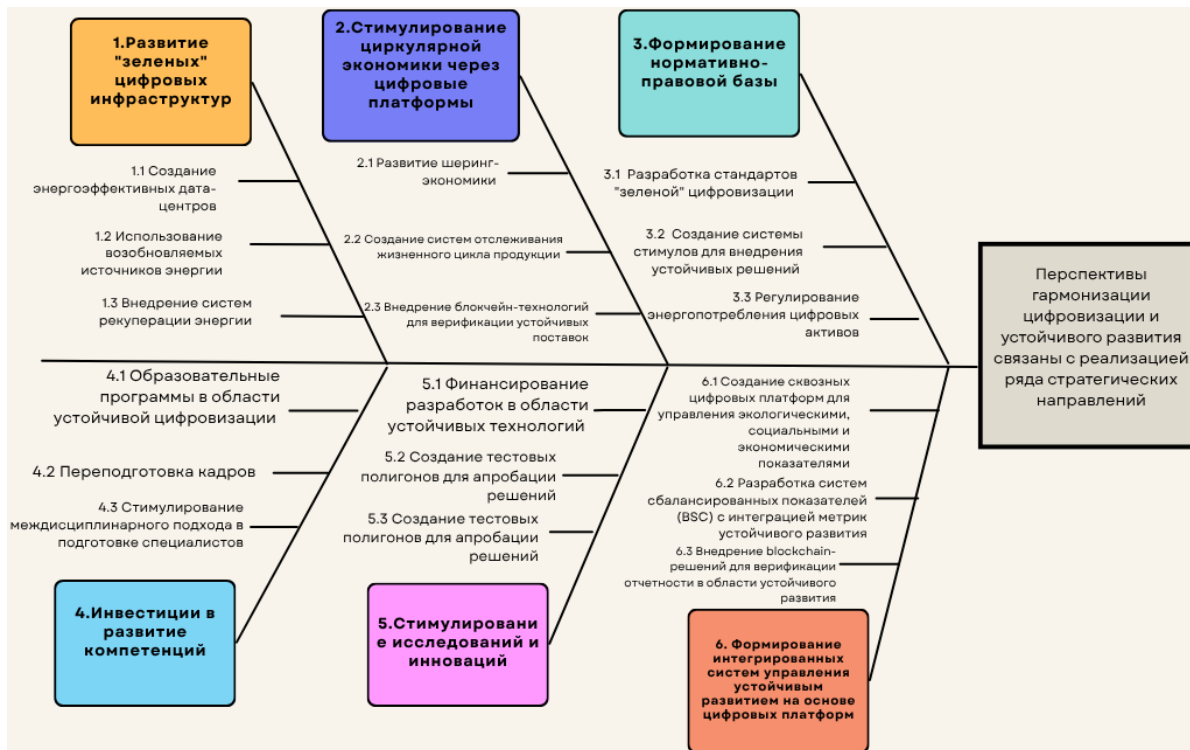 1.Развитие
"зеленых"
цифровых
инфраструктур
2.Стимулирование
циркулярной
экономики через
цифровые
платформы
3.Формирование
нормативно-
правовой базы
1.1 Создание
энергоэффективных дата-
центров
1.2 Использование
возобновляемых
источников энергии
1.3 Внедрение систем
рекуперации энергии
2.1 Развитие шеринг-
экономики
2.2 Создание систем отслеживания
жизненного цикла продукции
2.3 Внедрение блокчейн-технологий
для верификации устойчивых
поставок
3.1 Разработка стандартов
"зеленой" цифровизации
3.2 Создание системы
стимулов для внедрения
устойчивых решений
3.3 Регулирование
энергопотребления цифровых
активов
Перспективы
гармонизации
цифровизации и
устойчивого развития
связаны с реализацией
ряда стратегических
направлений
4.1 Образовательные
программы в области
устойчивой цифровизации
4.2 Переподготовка кадров
4.3 Стимулирование
междисциплинарного подхода в
подготовке специалистов
5.1 Финансирование
разработок в области
устойчивых технологий
5.2 Создание тестовых
полигонов для апробации
решений
5.3 Создание тестовых
полигонов для апробации
решений
6.1 Создание сквозных
цифровых платформ для
управления экологическими,
социальными и
экономическими
показателями
6.2 Разработка систем
сбалансированных показателей
(BSC) с интеграцией метрик
устойчивого развития
6.3 Внедрение blockchain-
решений для верификации
отчетности в области устойчивого
развития
4.Инвестиции в
развитие
компетенций
5.Стимулировани
е исследований и
инноваций
6. Формирование
интегрированных
систем управления
устойчивым
развитием на основе
цифровых платформ